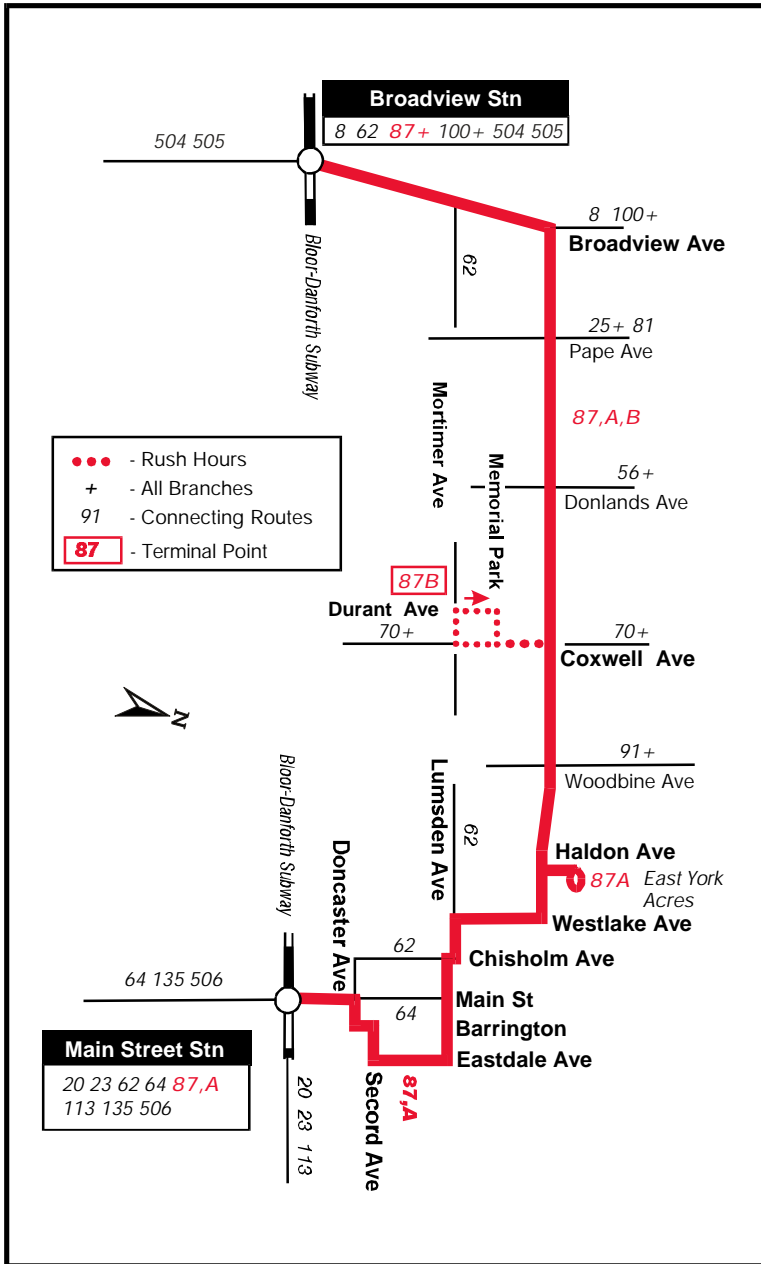 Broadview Stn
8 62 87+ 100+ 504 505
504 505
8 100+
Broadview Ave
Bloor-Danforth Subway
62
25+ 81
Pape Ave
Mortimer Ave
87,A,B
Memorial Park
56+
Donlands Ave
- Rush Hours
+ - All Branches
91 - Connecting Routes
87 - Terminal Point
87B
Durant Ave
70+
70+
Coxwell Ave
N
91+
Woodbine Ave
Bloor-Danforth Subway
Lumsden Ave
62
Haldon Ave
87A East York
Acres
Westlake Ave
Doncaster Ave
62
Chisholm Ave
64 135 506
64
Main St
Barrington
Eastdale Ave
Main Street Stn
20 23 62 64 87,A
113 135 506
20 23 113
Secord Ave
87,A